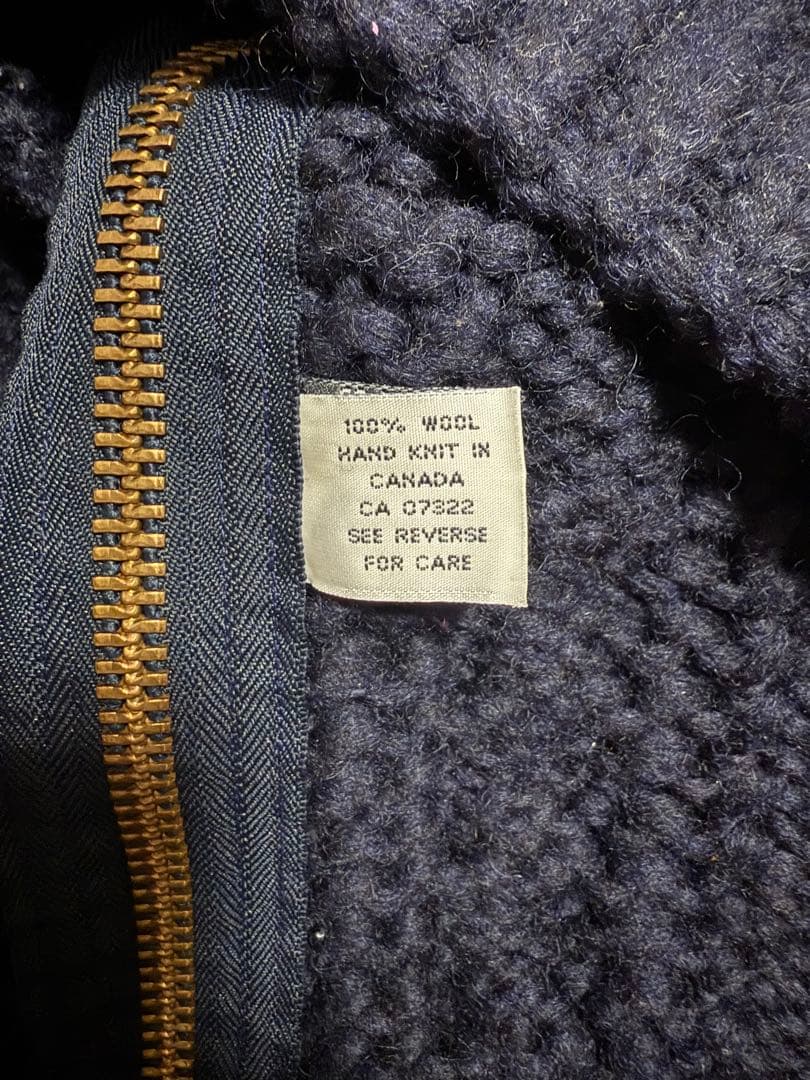 100% WOOL
HAND KNIT IN
CANADA
CA 07322
SEE REVERSE
FOR CARE